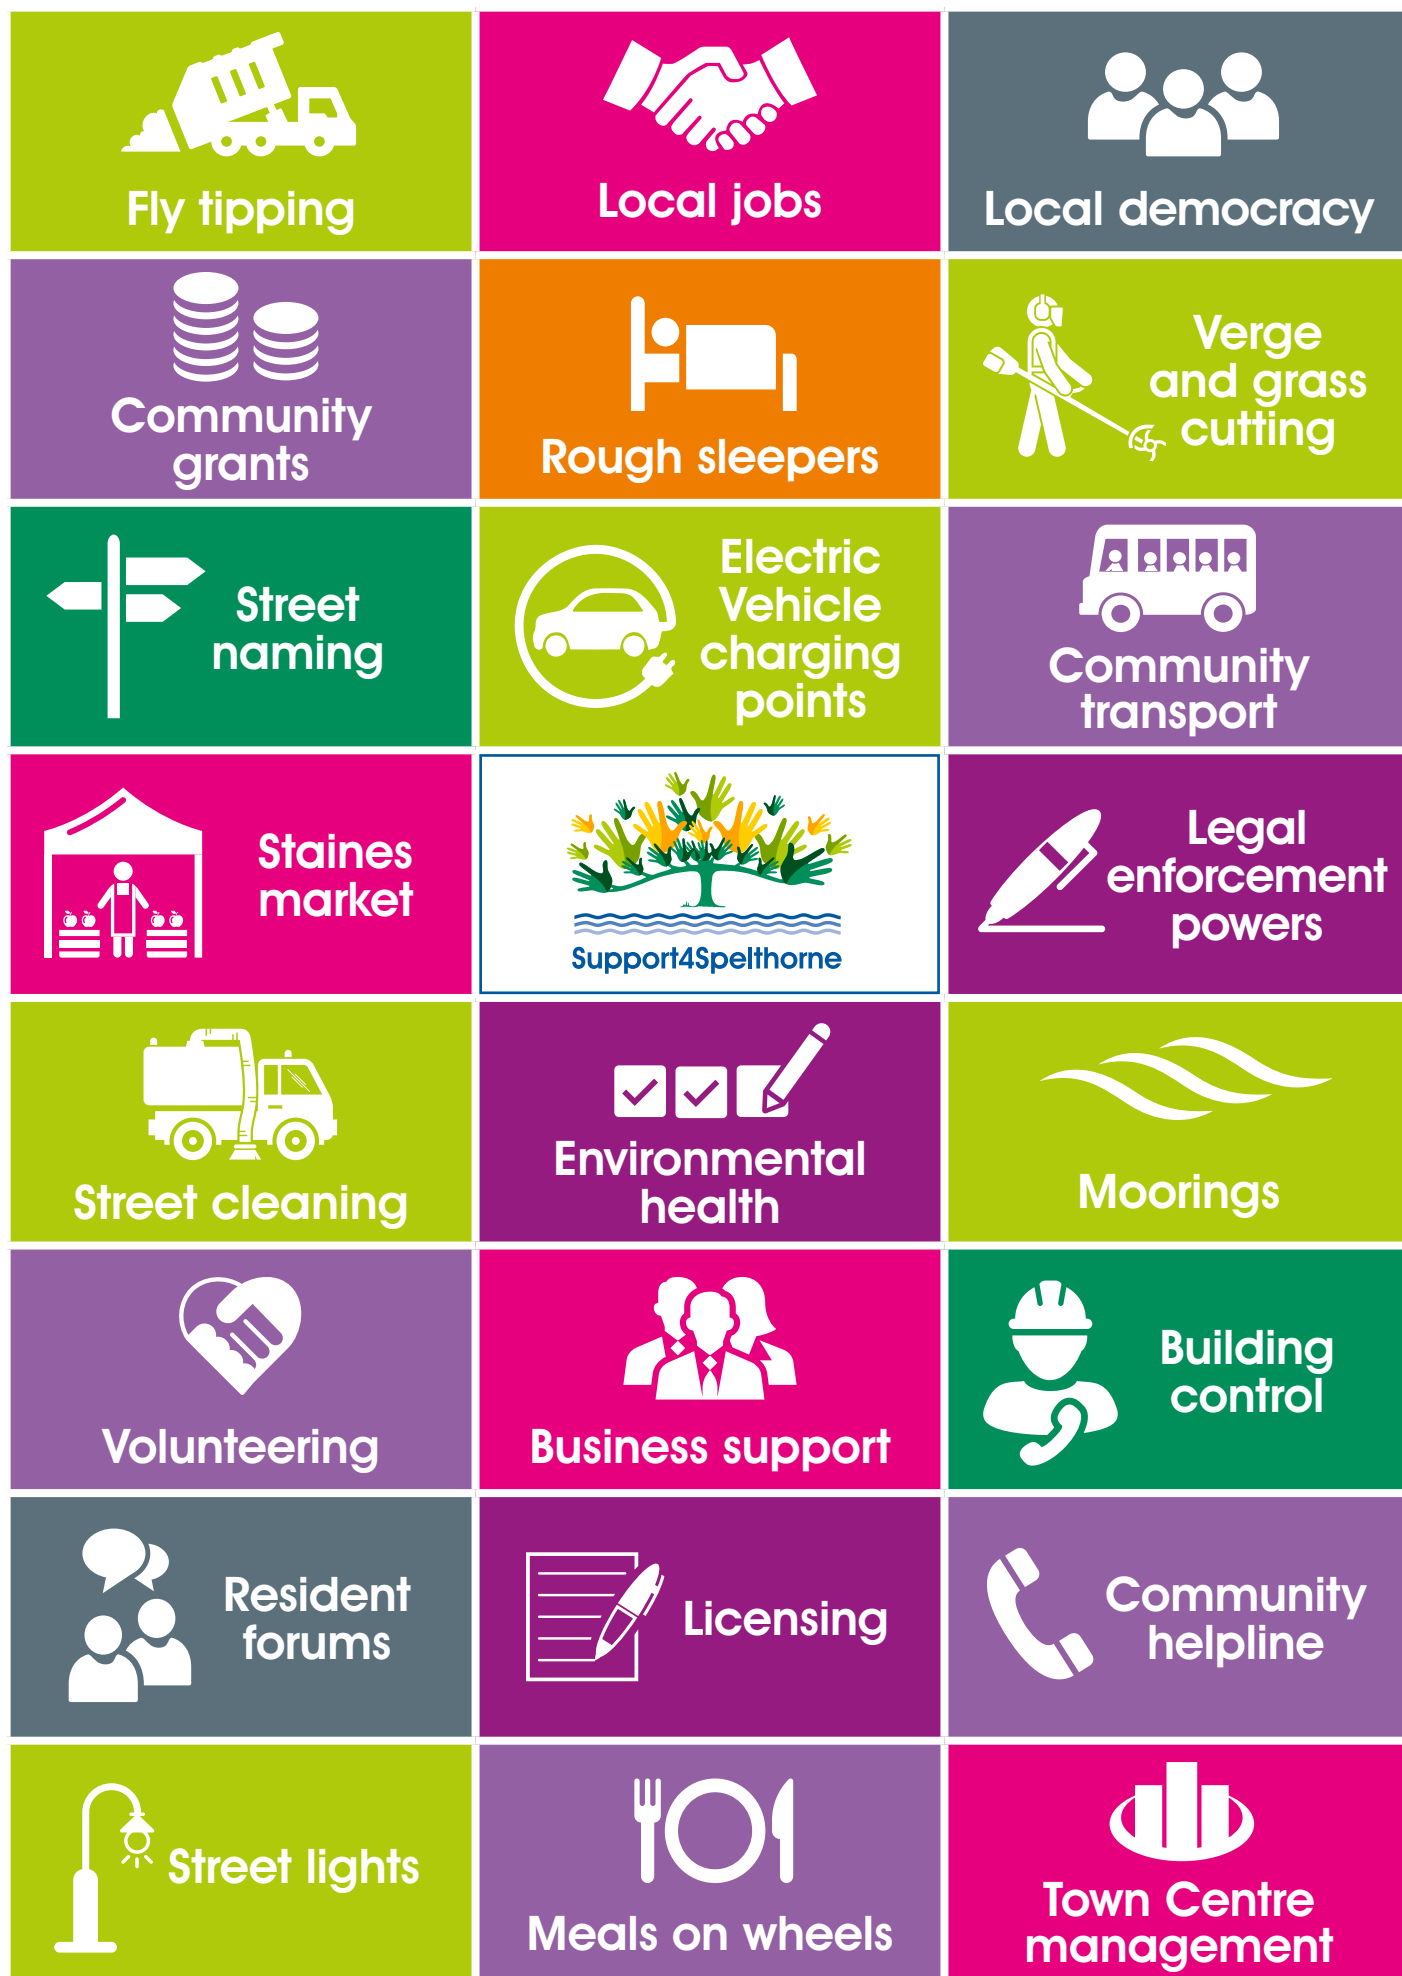 Fly tipping
Local jobs
Local democracy
Community
grants
Rough sleepers
Verge
and grass
cutting
Street
naming
Electric
Vehicle
charging
points
Community
transport
Staines
market
Support4Spelthorne
Legal
enforcement
powers
Street cleaning
Environmental
health
Moorings
Volunteering
Business support
Building
control
Resident
forums
Licensing
Community
helpline
Street lights
Meals on wheels
Town Centre
management